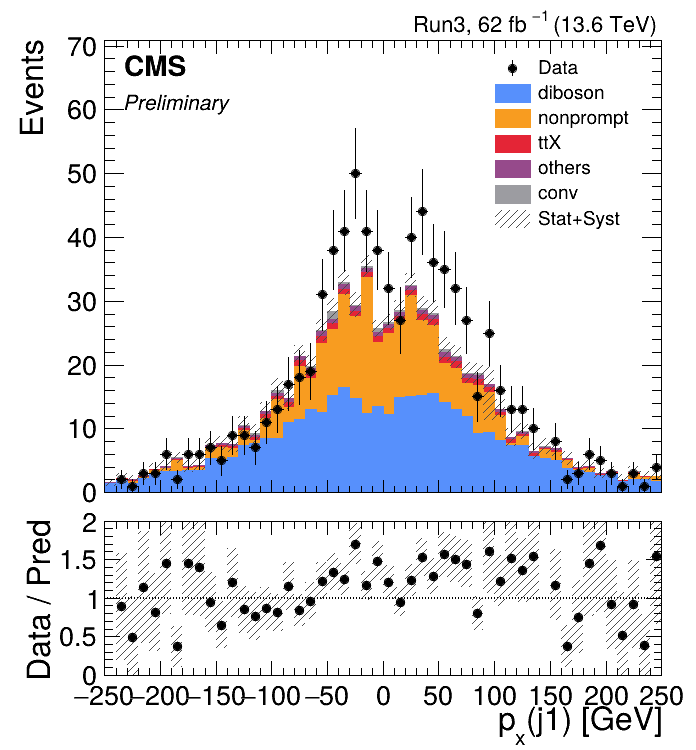 Run3, 62 fb⁻¹ (13.6 TeV)
Events
70
60
50
40
30
20
10
0
CMS
Preliminary
Data
diboson
nonprompt
ttX
others
conv
Stat+Syst
Data / Pred
2
1.5
1
0.5
0
−250 −200 −150 −100 −50 0 50 100 150 200 250
pₓ(j1) [GeV]